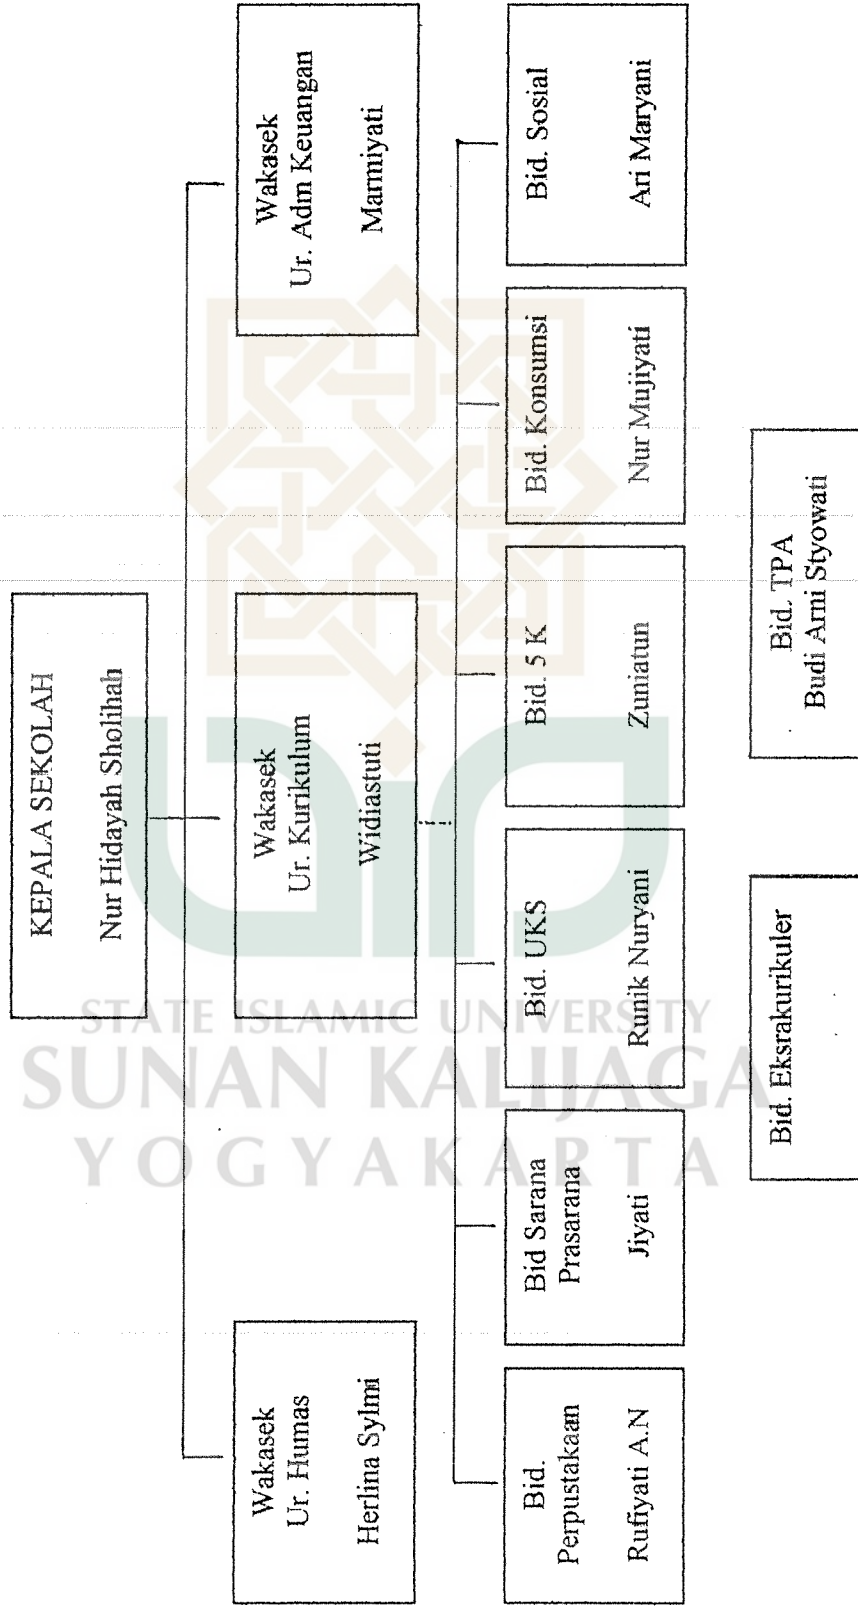 KEPALA SEKOLAH
Nur Hidayah Sholihah
Wakasek
Ur. Humas
Herlina Sylmi
Wakasek
Ur. Kurikulum
Widiastuti
Wakasek
Ur. Adm Keuangan
Marmiyati
Bid.
Perpustakaan
Rufiyati A.N
Bid Sarana
Prasarana
Jiyati
Bid. UKS
Runik Nuryani
Bid. 5 K
Zuniatun
Bid. Konsumsi
Nur Mujiyati
Bid. Sosial
Ari Maryani
Bid. Eksrakurikuler
Bid. TPA
Budi Arni Styowati
STATE ISLAMIC UNIVERSITY
SUNAN KALIJAGA
YOGYAKARTA